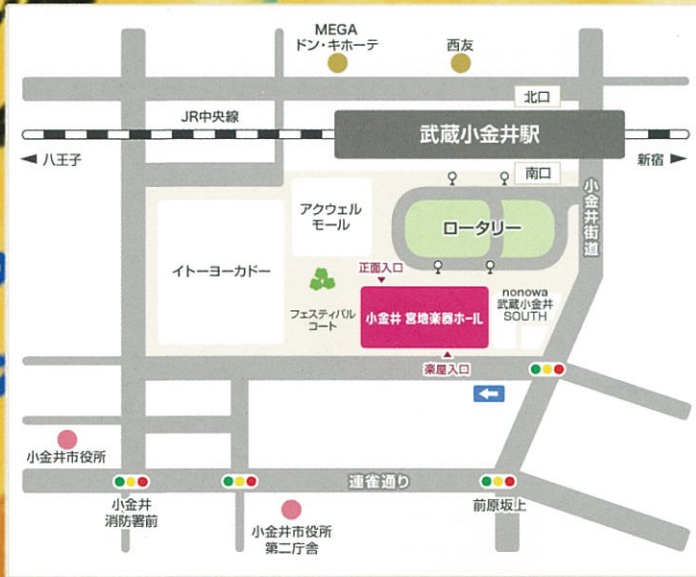 MEGA
ドン・キホーテ
西友
北口
JR中央線
武蔵小金井駅
八王子
新宿
南口
小金井街道
アクウェル
モール
ロータリー
イトーヨーカドー
正面入口
nonowa
武蔵小金井
SOUTH
フェスティバル
コート
小金井 宮地楽器ホール
楽屋入口
小金井市役所
連雀通り
小金井
消防署前
前原坂上
小金井市役所
第二庁舎